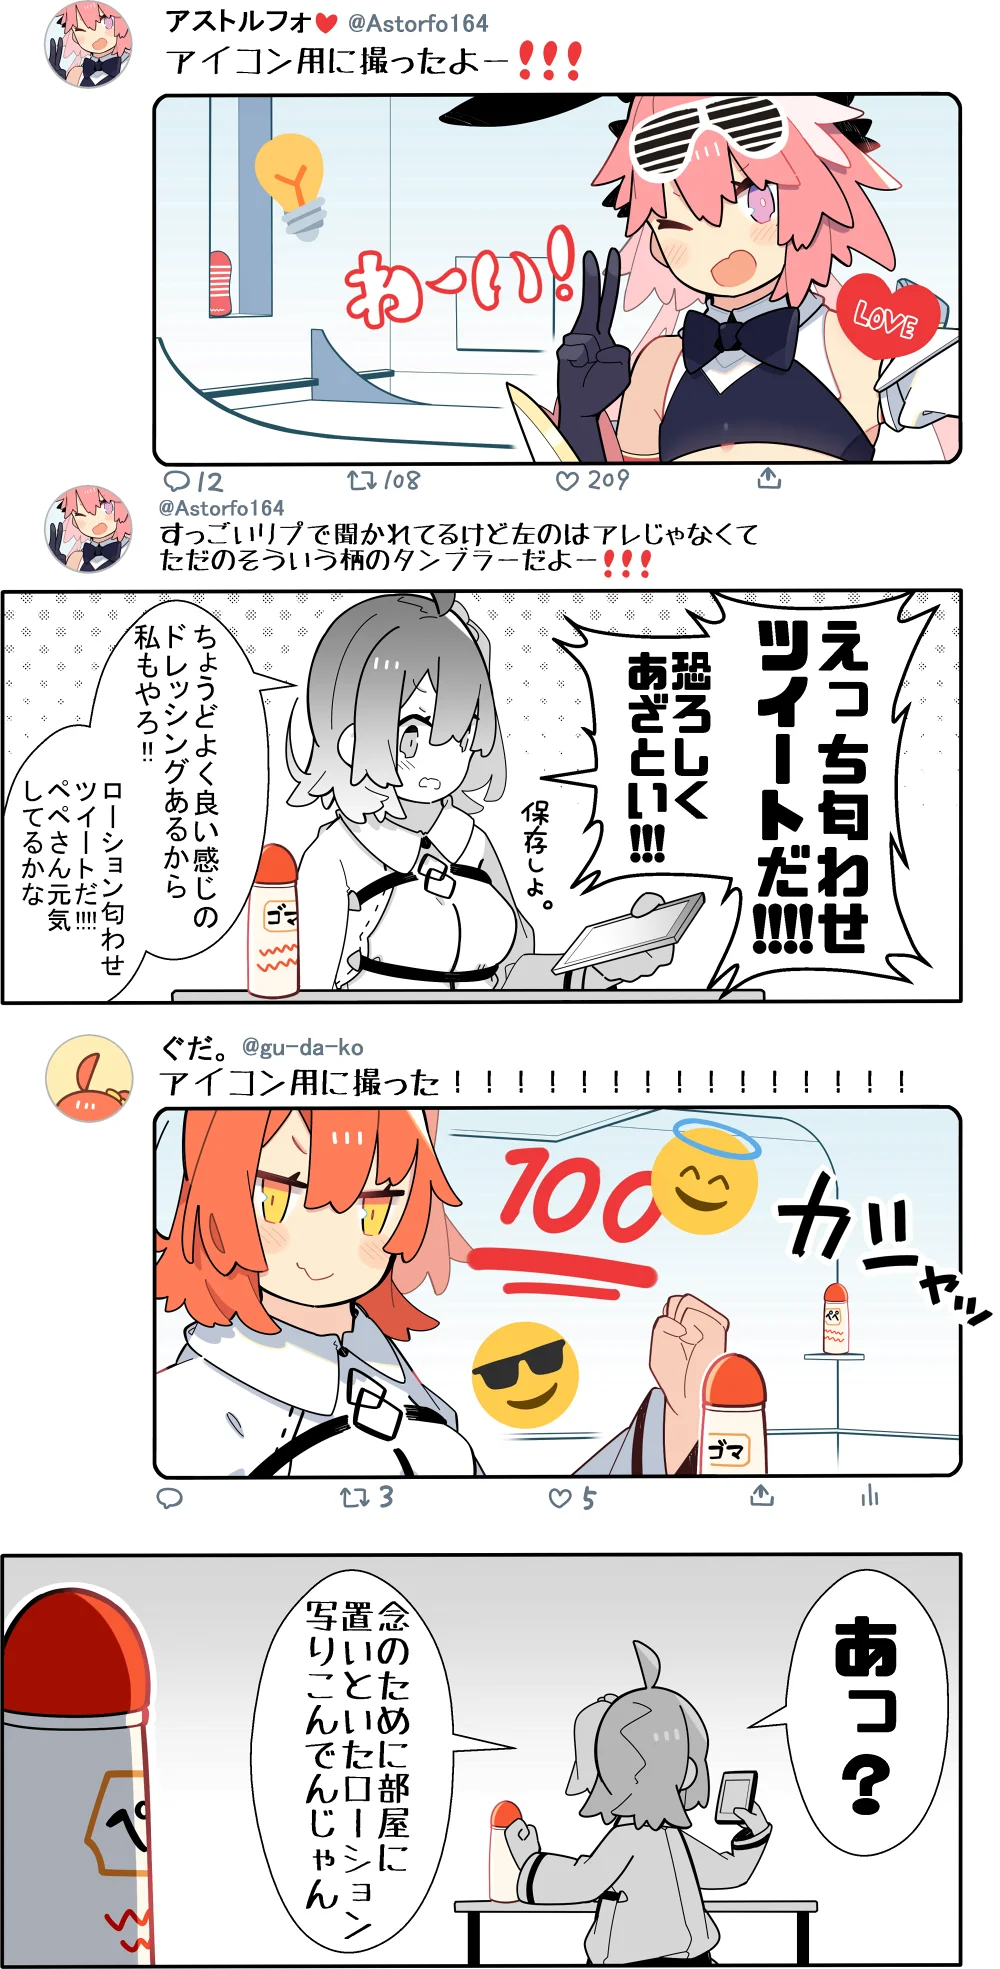 アストルフォ❤ @Astorfo164
アイコン用に撮ったよー!!!
わーい!
LOVE
12
108
209
@Astorfo164
すっごいリプで聞かれてるけど左のはアレじゃなくて
ただのそういう柄のタンブラーだよー!!!
えっち匂わせ
ツイートだ!!!!
恐ろしく
あざとい!!!
保存しよ。
ちょうどよく良い感じの
ドレッシングあるから
私もやろ!!
ローション匂わせ
ツイートだ!!!!
ペペさん元気
してるかな
ゴマ
ぐだ。 @gu-da-ko
アイコン用に撮った!!!!!!!!!!!!!!!
100
ガシャッ
ペペ
ゴマ
3
5
あっ?
念のために部屋に
置いといたローション
写りこんでんじゃん
ペ